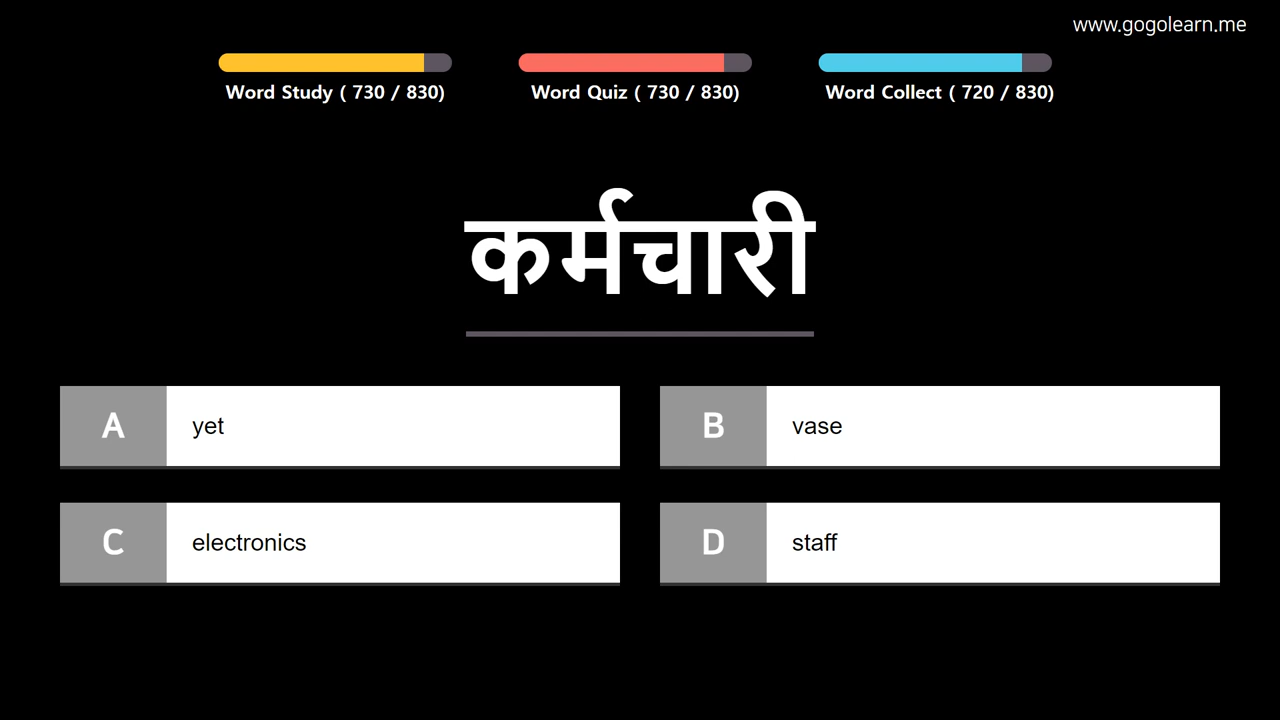 www.gogolearn.me
Word Study ( 730 / 830)
Word Quiz ( 730 / 830)
Word Collect ( 720 / 830)
कर्मचारी
A yet
B vase
C electronics
D staff